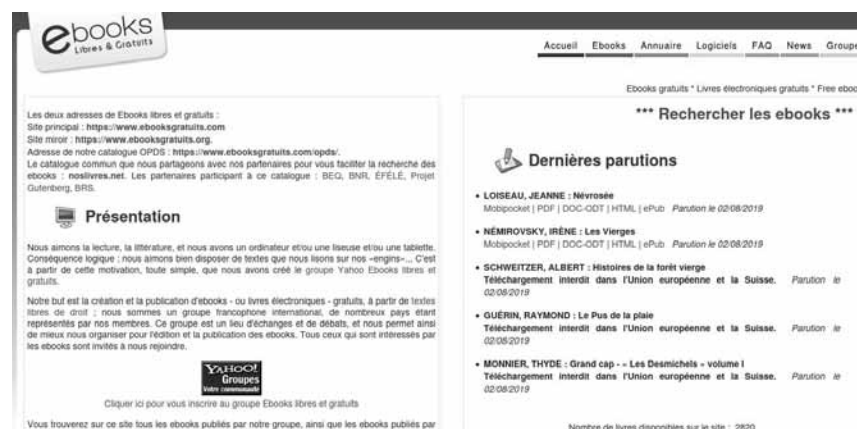 ebooks
Libres & Gratuits
Accueil Ebooks Annuaire Logiciels FAQ News Groupe
Ebooks gratuits * Livres électroniques gratuits * Free eboo
Les deux adresses de Ebooks libres et gratuits :
Site principal : https://www.ebooksgratuits.com
Site miroir : https://www.ebooksgratuits.org.
Adresse de notre catalogue OPDS : https://www.ebooksgratuits.com/opds/.
Le catalogue commun que nous partageons avec nos partenaires pour vous faciliter la recherche des
ebooks : noslivres.net. Les partenaires participant à ce catalogue : BEQ, BNR, ÉFÉLÉ, Projet
Gutenberg, BRS.
Présentation
Nous aimons la lecture, la littérature, et nous avons un ordinateur et/ou une liseuse et/ou une tablette.
Conséquence logique : nous aimons bien disposer de textes que nous lisons sur nos «engins»... C'est
à partir de cette motivation, toute simple, que nous avons créé le groupe Yahoo Ebooks libres et
gratuits.
Notre but est la création et la publication d'ebooks - ou livres électroniques - gratuits, à partir de textes
libres de droit ; nous sommes un groupe francophone international, de nombreux pays étant
représentés par nos membres. Ce groupe est un lieu d'échanges et de débats, et nous permet ainsi
de mieux nous organiser pour l'édition et la publication des ebooks. Tous ceux qui sont intéressés par
les ebooks sont invités à nous rejoindre.
YAHOO!
Groupes
Votre communauté
Cliquer ici pour vous inscrire au groupe Ebooks libres et gratuits
Vous trouverez sur ce site tous les ebooks publiés par notre groupe, ainsi que les ebooks publiés par
*** Rechercher les ebooks ***
Dernières parutions
• LOISEAU, JEANNE : Névrosée
Mobipocket | PDF | DOC-ODT | HTML | ePub Parution le 02/08/2019
• NÉMIROVSKY, IRÈNE : Les Vierges
Mobipocket | PDF | DOC-ODT | HTML | ePub Parution le 02/08/2019
• SCHWEITZER, ALBERT : Histoires de la forêt vierge
Téléchargement interdit dans l'Union européenne et la Suisse. Parution le
02/08/2019
• GUÉRIN, RAYMOND : Le Pus de la plaie
Téléchargement interdit dans l'Union européenne et la Suisse. Parution le
02/08/2019
• MONNIER, THYDE : Grand cap - « Les Desmichels » volume I
Téléchargement interdit dans l'Union européenne et la Suisse. Parution le
02/08/2019
Nombre de livres disponibles sur le site : 2820